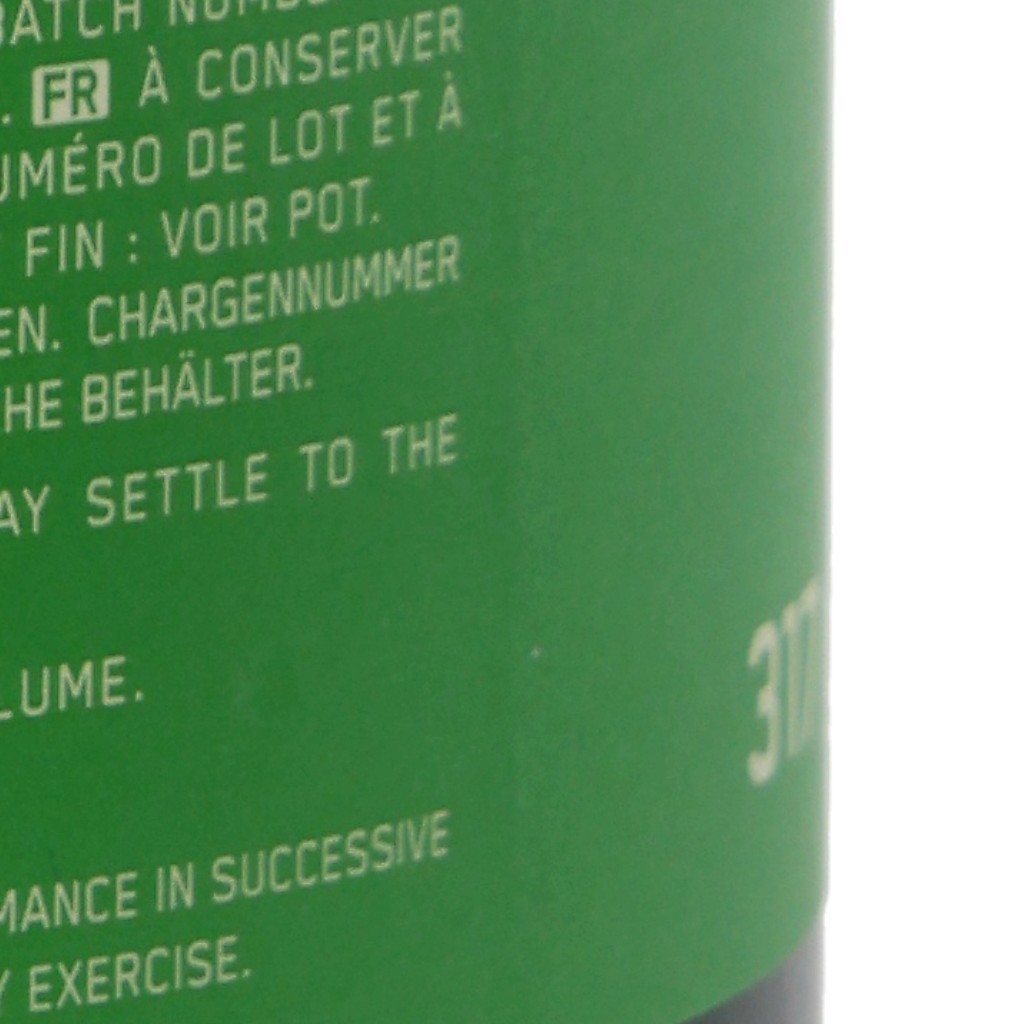 BATCH
. FR À CONSERVER
UMÉRO DE LOT ET À
FIN : VOIR POT.
EN. CHARGENNUMMER
HE BEHÄLTER.
AY SETTLE TO THE
LUME.
317
MANCE IN SUCCESSIVE
Y EXERCISE.